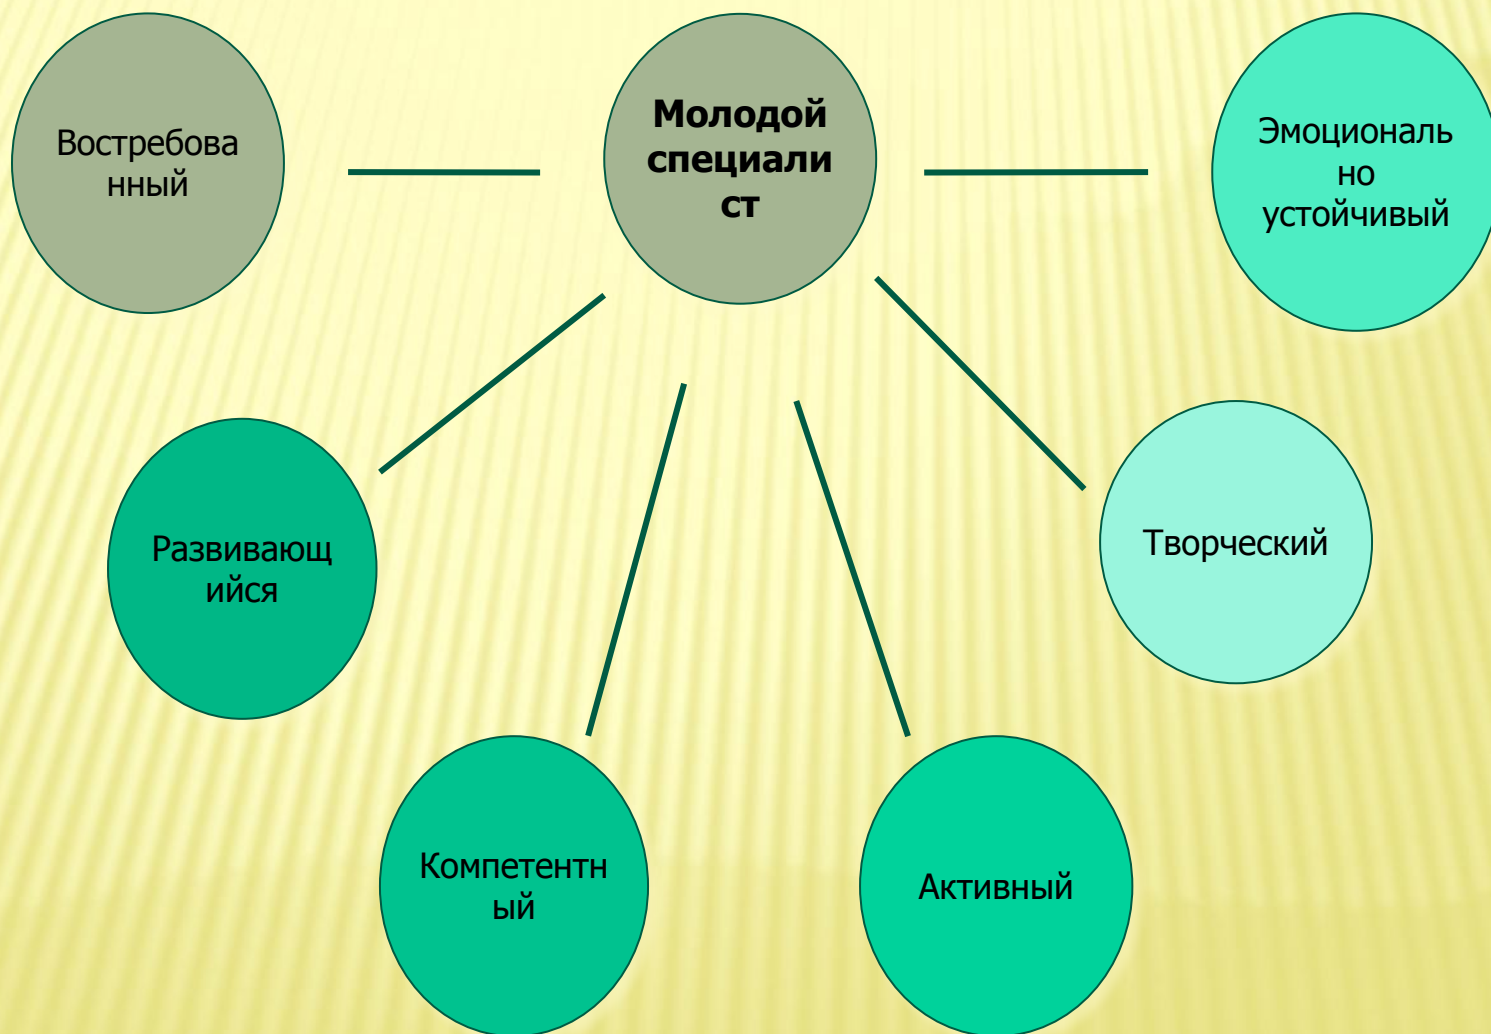 Востребова
нный
Молодой
специали
ст
Эмоциональ
но
устойчивый
Развивающ
ийся
Творческий
Компетентн
ый
Активный